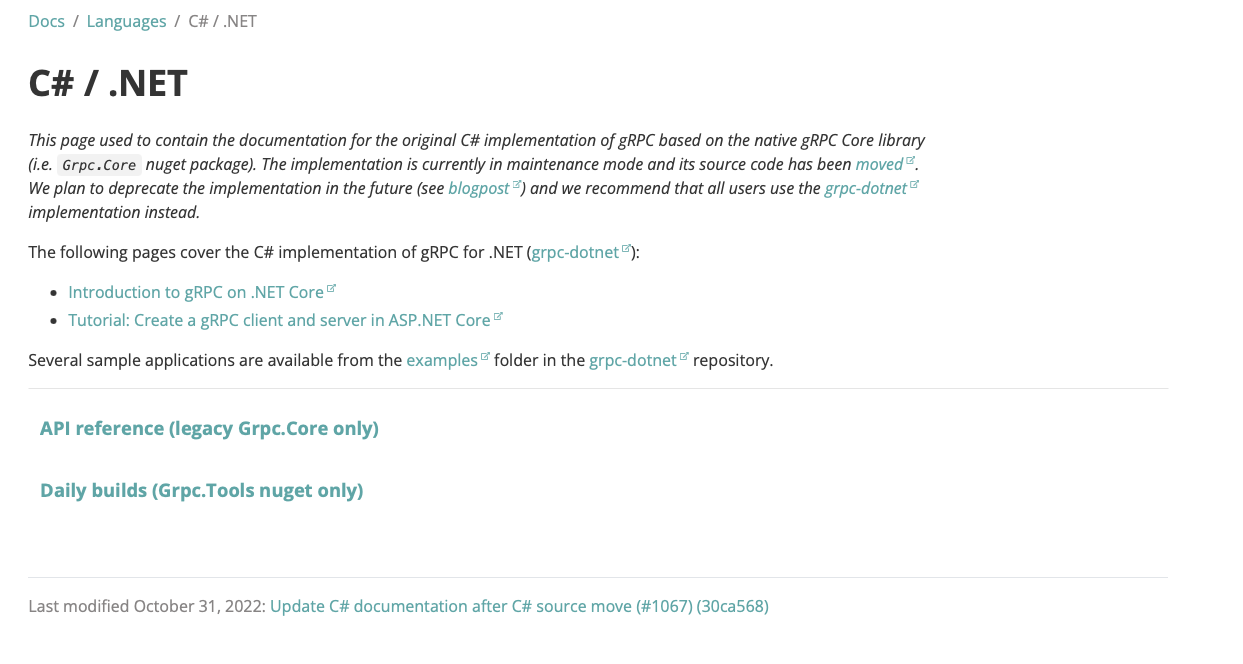 Docs / Languages / C# / .NET
C# / .NET
This page used to contain the documentation for the original C# implementation of gRPC based on the native gRPC Core library
(i.e. Grpc.Core nuget package). The implementation is currently in maintenance mode and its source code has been moved.
We plan to deprecate the implementation in the future (see blogpost) and we recommend that all users use the grpc-dotnet
implementation instead.
The following pages cover the C# implementation of gRPC for .NET (grpc-dotnet):
• Introduction to gRPC on .NET Core
• Tutorial: Create a gRPC client and server in ASP.NET Core
Several sample applications are available from the examples folder in the grpc-dotnet repository.
API reference (legacy Grpc.Core only)
Daily builds (Grpc.Tools nuget only)
Last modified October 31, 2022: Update C# documentation after C# source move (#1067) (30ca568)